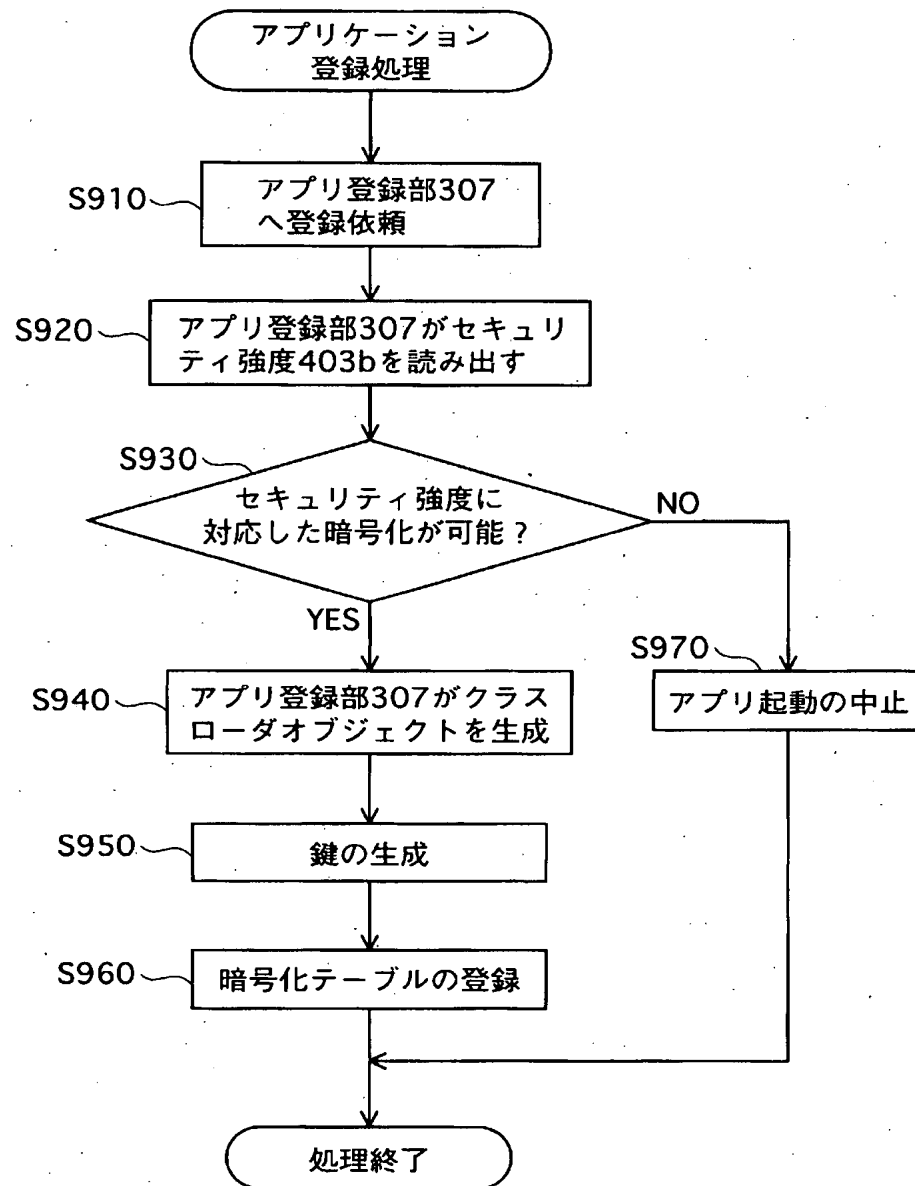 アプリケーション
登録処理
S910
アプリ登録部307
へ登録依頼
S920
アプリ登録部307がセキュリ
ティ強度403bを読み出す
S930
セキュリティ強度に
対応した暗号化が可能？
NO
YES
S940
アプリ登録部307がクラス
ローダオブジェクトを生成
S970
アプリ起動の中止
S950
鍵の生成
S960
暗号化テーブルの登録
処理終了